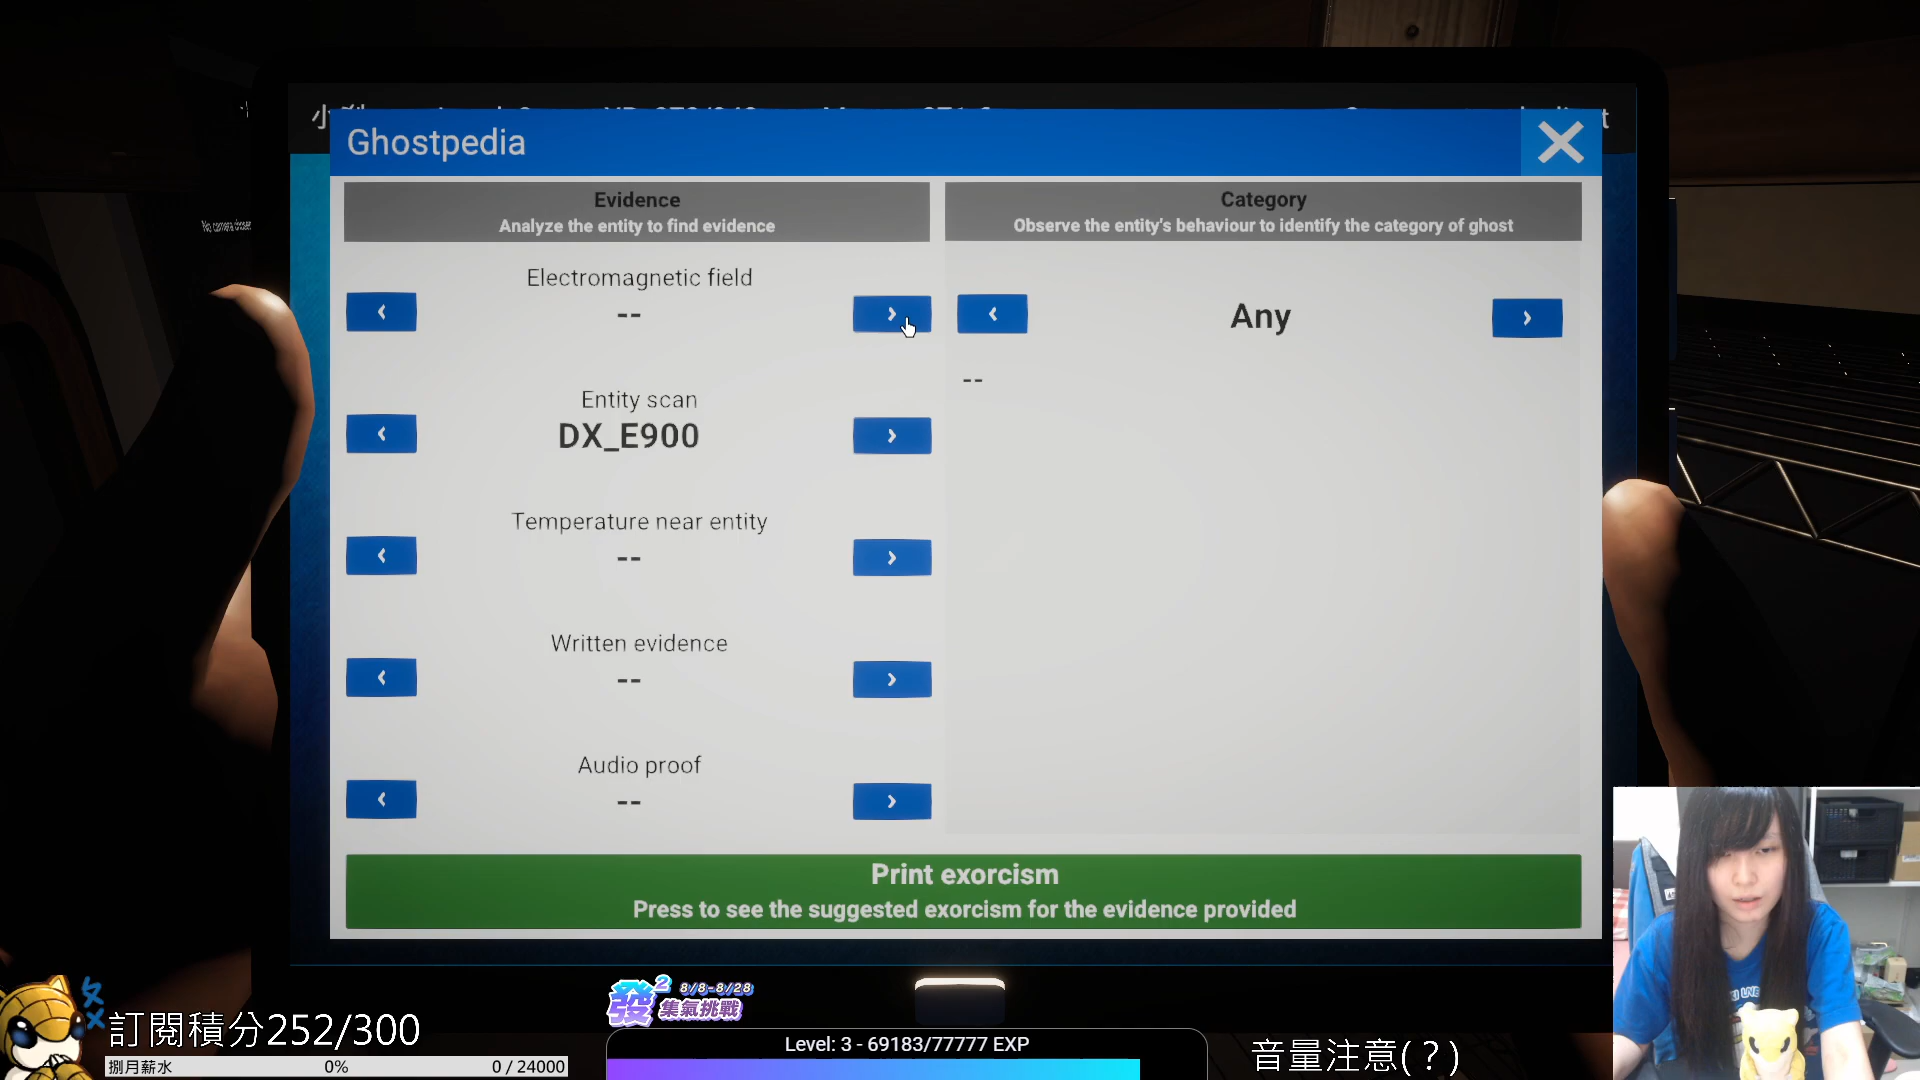 Ghostpedia
Evidence
Analyze the entity to find evidence
Category
Observe the entity's behaviour to identify the category of ghost
Electromagnetic field
--
Any
--
Entity scan
DX_E900
Temperature near entity
--
Written evidence
--
Audio proof
--
Print exorcism
Press to see the suggested exorcism for the evidence provided
發2 8/8-8/28
集氣挑戰
訂閱積分252/300
捌月薪水 0% 0 / 24000
Level: 3 - 69183/77777 EXP
音量注意(？)